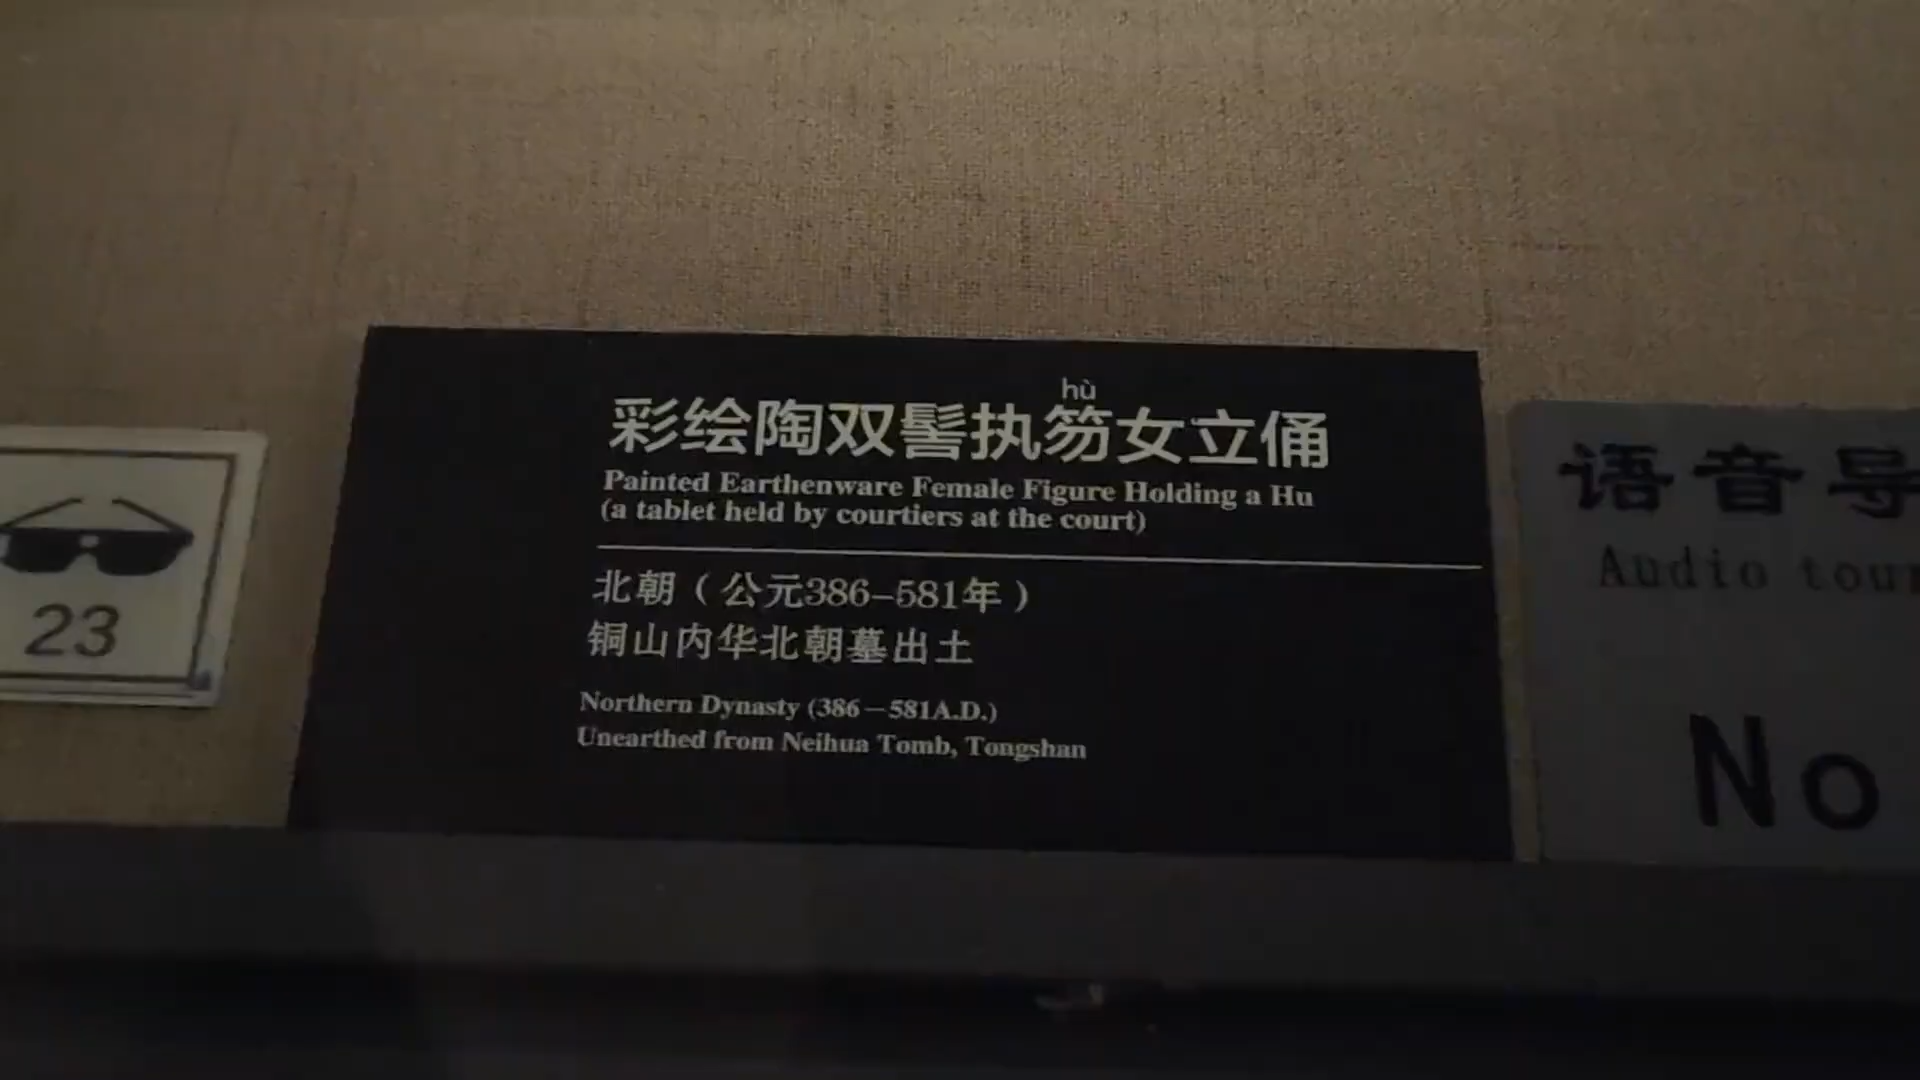 hù
彩绘陶双髻执笏女立俑
Painted Earthenware Female Figure Holding a Hu
(a tablet held by courtiers at the court)
北朝（公元386–581年）
铜山内华北朝墓出土
Northern Dynasty (386－581A.D.)
Unearthed from Neihua Tomb, Tongshan
23
语音导
Audio tour
No